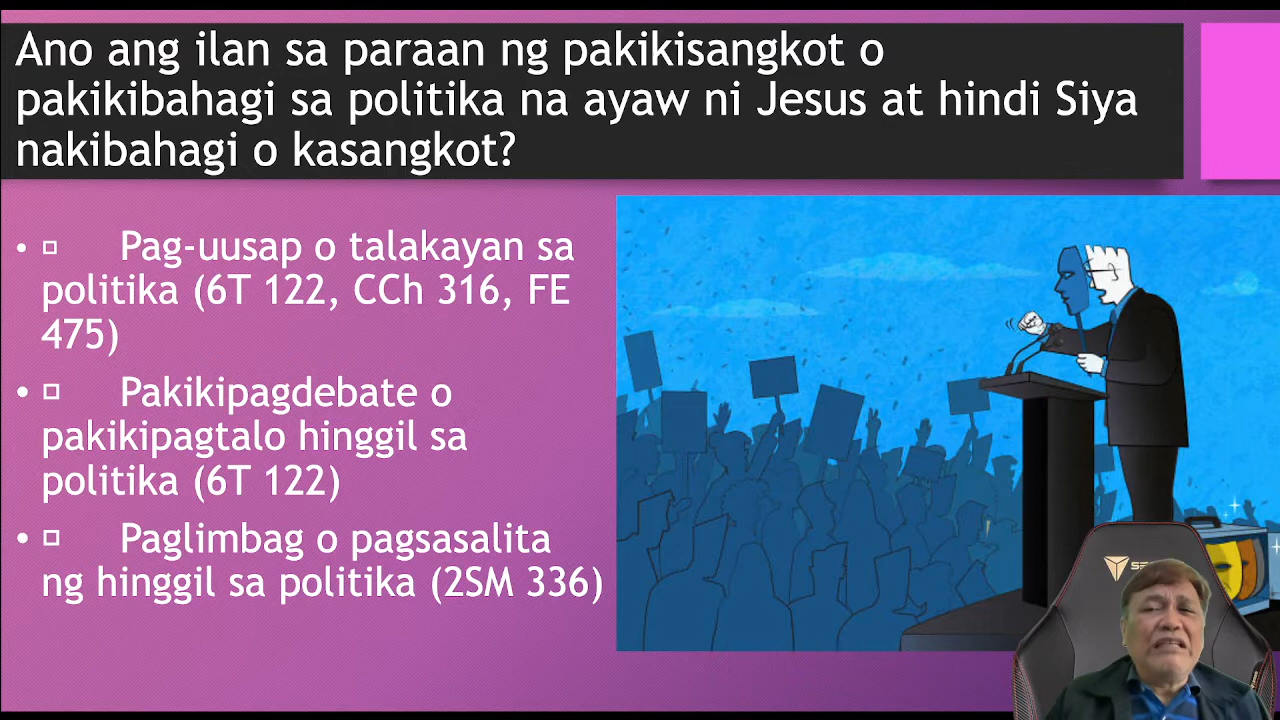 Ano ang ilan sa paraan ng pakikisangkot o
pakikibahagi sa politika na ayaw ni Jesus at hindi Siya
nakibahagi o kasangkot?
• □ Pag-uusap o talakayan sa
politika (6T 122, CCh 316, FE
475)
• □ Pakikipagdebate o
pakikipagtalo hinggil sa
politika (6T 122)
• □ Paglimbag o pagsasalita
ng hinggil sa politika (2SM 336)